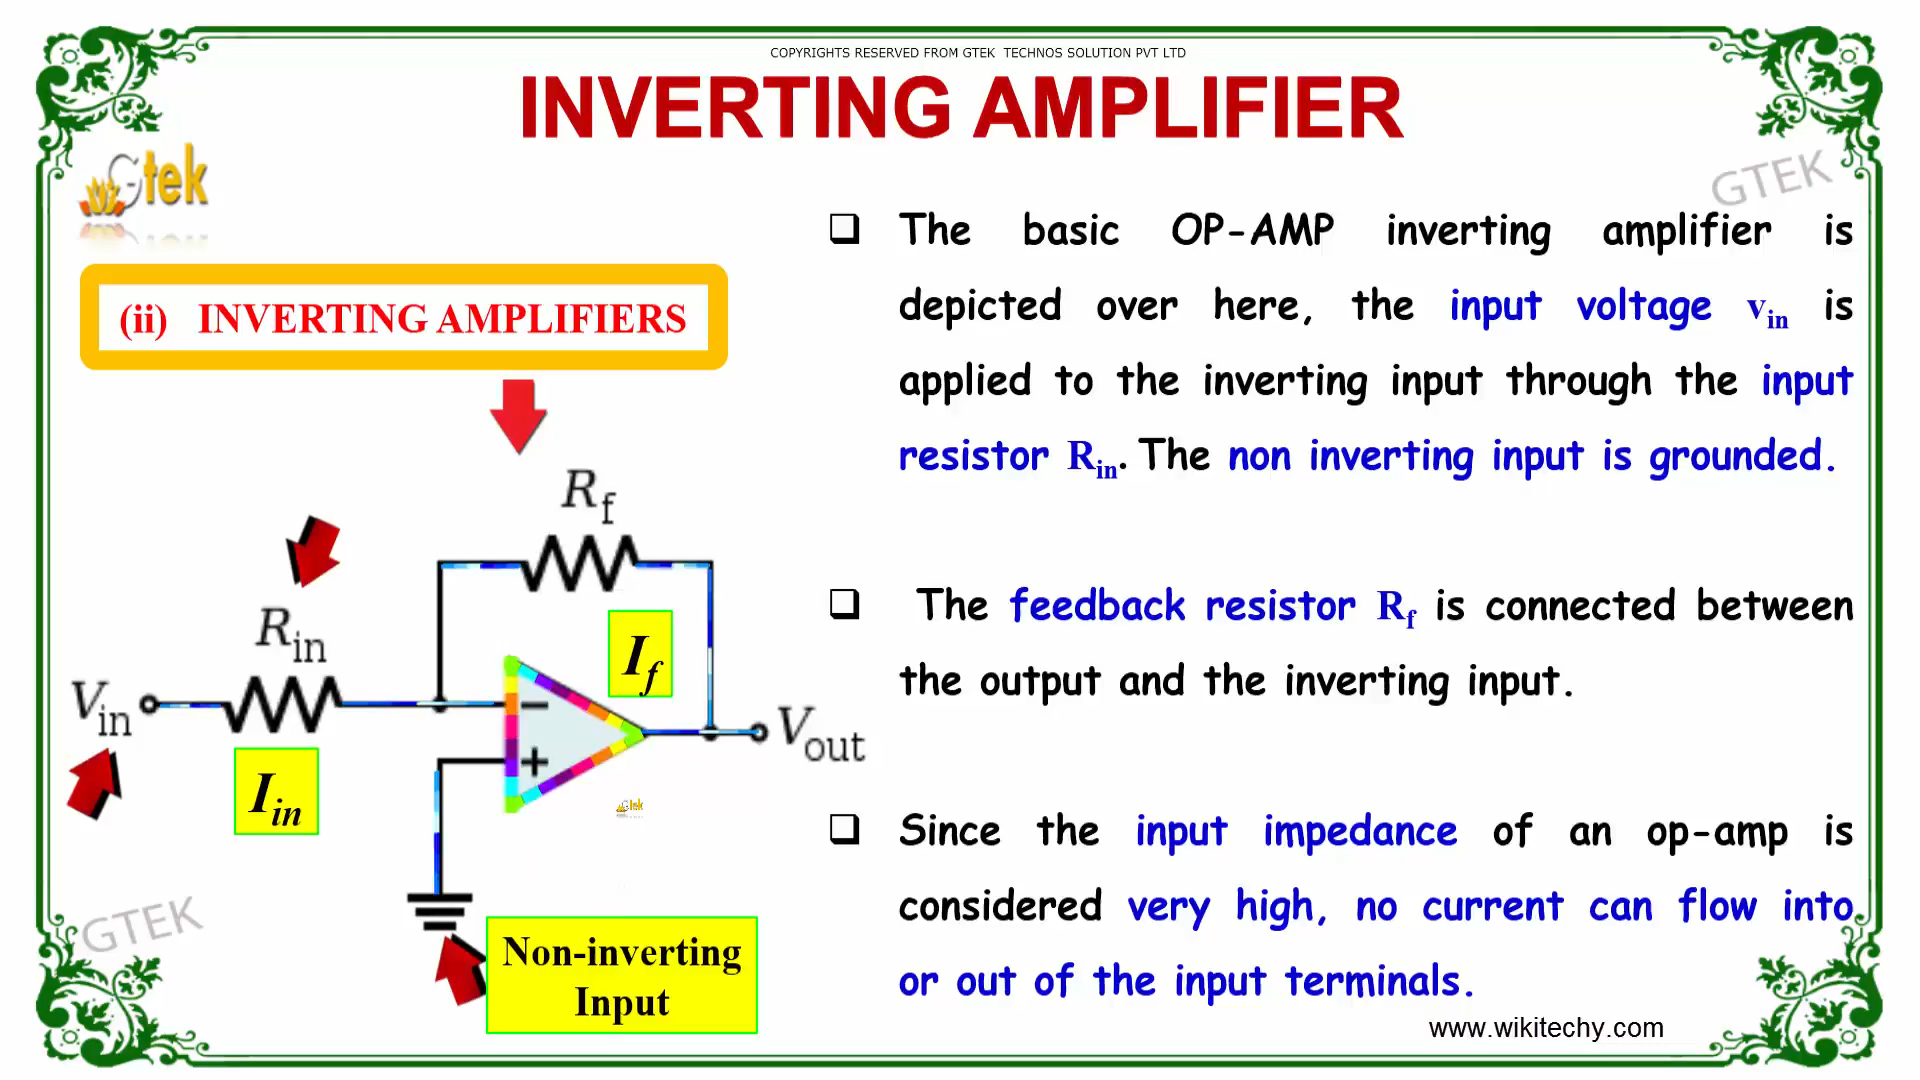 COPYRIGHTS RESERVED FROM GTEK TECHNOS SOLUTION PVT LTD
INVERTING AMPLIFIER
Gtek
GTEK
(ii) INVERTING AMPLIFIERS
The basic OP-AMP inverting amplifier is
depicted over here, the input voltage vin is
applied to the inverting input through the input
resistor Rin. The non inverting input is grounded.
The feedback resistor Rf is connected between
the output and the inverting input.
Since the input impedance of an op-amp is
considered very high, no current can flow into
or out of the input terminals.
Rf
Rin
If
Vin
−
+
Vout
Iin
Gtek
GTEK
Non-inverting
Input
www.wikitechy.com